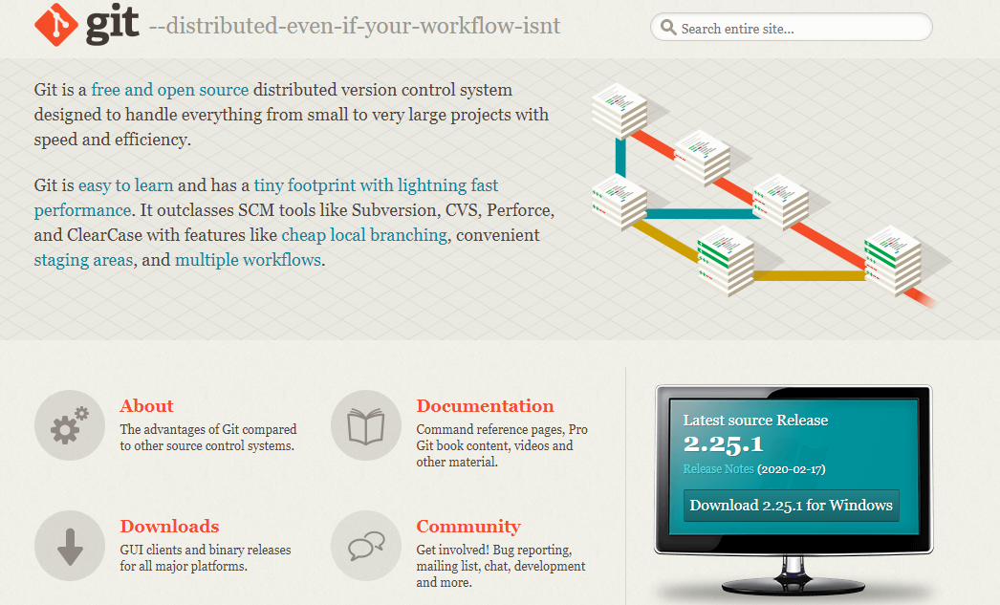 git --distributed-even-if-your-workflow-isnt
Search entire site...
Git is a free and open source distributed version control system
designed to handle everything from small to very large projects with
speed and efficiency.
Git is easy to learn and has a tiny footprint with lightning fast
performance. It outclasses SCM tools like Subversion, CVS, Perforce,
and ClearCase with features like cheap local branching, convenient
staging areas, and multiple workflows.
About
The advantages of Git compared
to other source control systems.
Documentation
Command reference pages, Pro
Git book content, videos and
other material.
Downloads
GUI clients and binary releases
for all major platforms.
Community
Get involved! Bug reporting,
mailing list, chat, development
and more.
Latest source Release
2.25.1
Release Notes (2020-02-17)
Download 2.25.1 for Windows